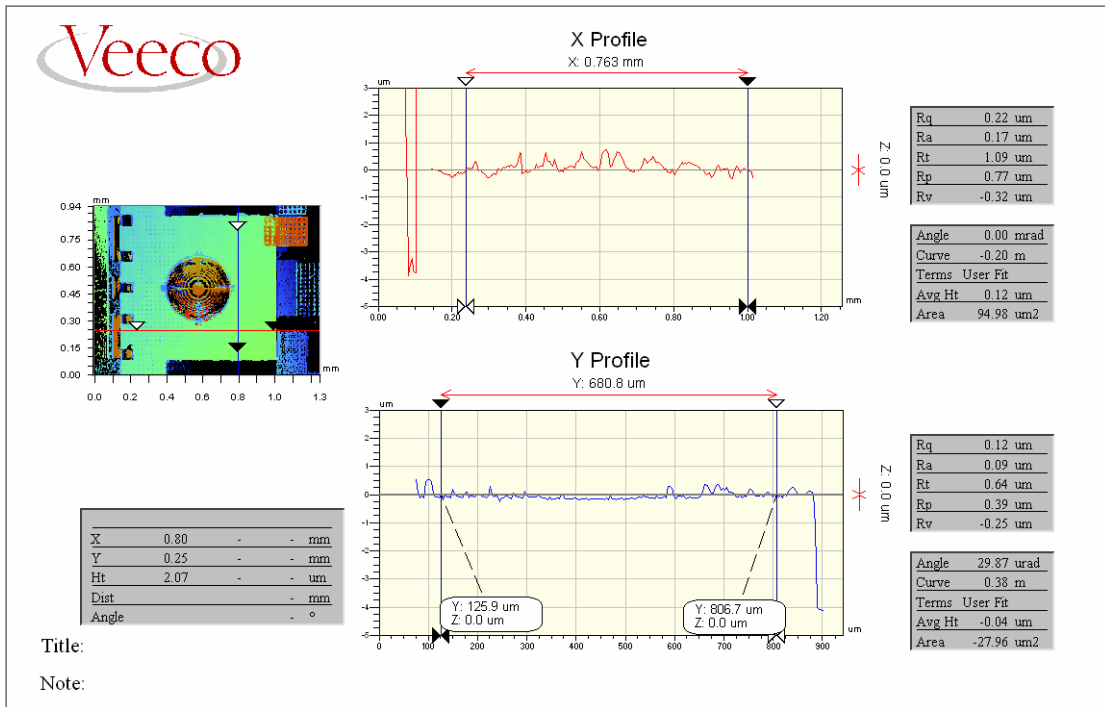 Veeco
X Profile
X: 0.763 mm
um
3
2
1
0
-1
-2
-3
-4
-5
0.00 0.20 0.40 0.60 0.80 1.00 1.20
mm
Z: 0.0 um
Rq 0.22 um
Ra 0.17 um
Rt 1.09 um
Rp 0.77 um
Rv -0.32 um
Angle 0.00 mrad
Curve -0.20 m
Terms User Fit
Avg Ht 0.12 um
Area 94.98 um2
mm
0.94
0.75
0.60
0.45
0.30
0.15
0.00
mm
0.0 0.2 0.4 0.6 0.8 1.0 1.3
Y Profile
Y: 680.8 um
um
3
2
1
0
-1
-2
-3
-4
-5
Y: 125.9 um
Z: 0.0 um
Y: 806.7 um
Z: 0.0 um
um
0 100 200 300 400 500 600 700 800 900
Z: 0.0 um
Rq 0.12 um
Ra 0.09 um
Rt 0.64 um
Rp 0.39 um
Rv -0.25 um
Angle 29.87 urad
Curve 0.38 m
Terms User Fit
Avg Ht -0.04 um
Area -27.96 um2
X 0.80 - - mm
Y 0.25 - - mm
Ht 2.07 - - um
Dist - mm
Angle - °
Title:
Note: